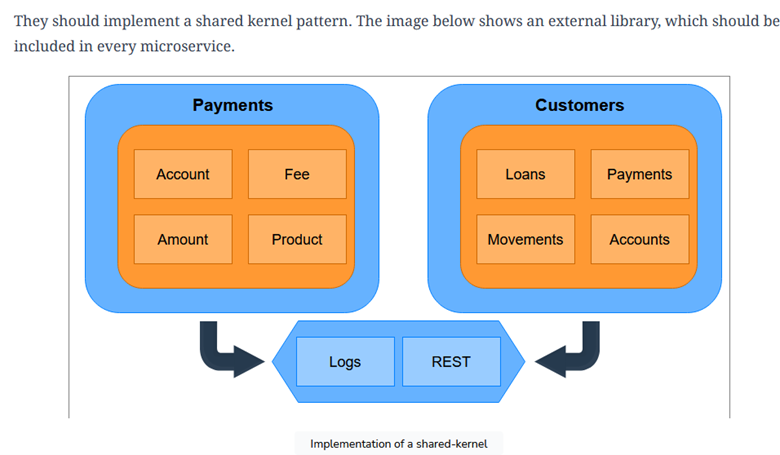 They should implement a shared kernel pattern. The image below shows an external library, which should be
included in every microservice.
Payments
Customers
Account
Fee
Loans
Payments
Amount
Product
Movements
Accounts
Logs
REST
Implementation of a shared-kernel